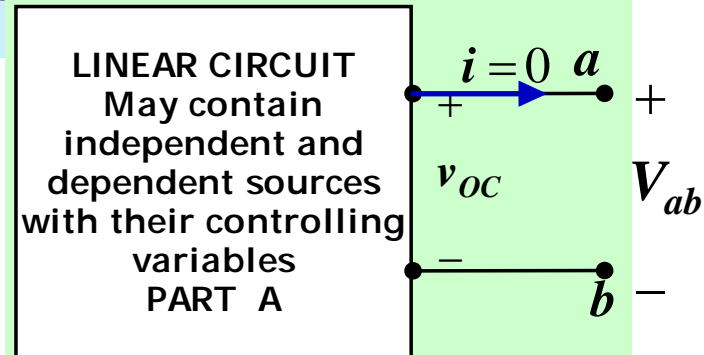 LINEAR CIRCUIT
May contain
independent and
dependent sources
with their controlling
variables
PART A
i = 0 a
+ +
v_OC V_ab
− −
b